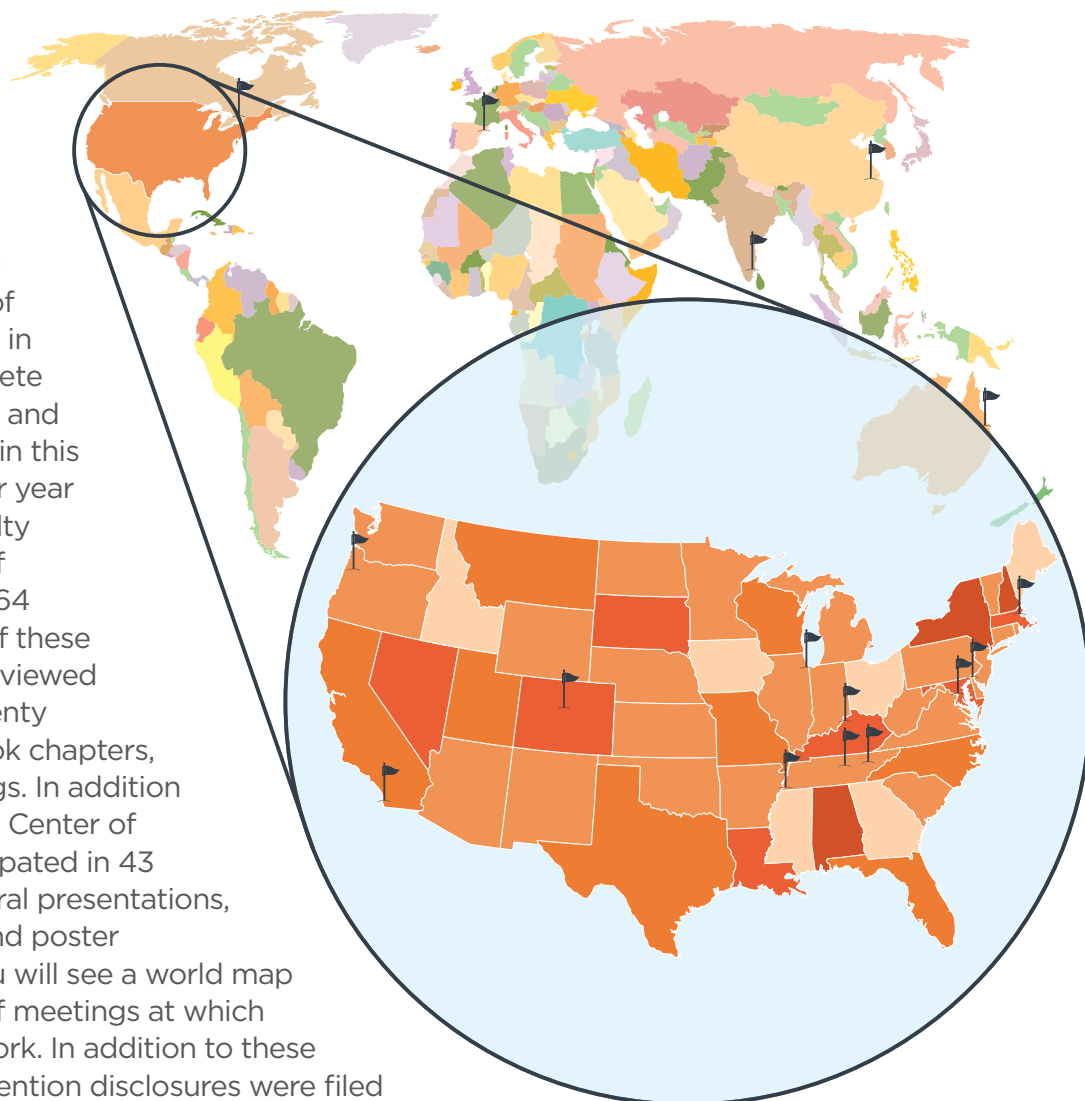 of
in
ete
and
in this
r year
lty
f
64
f these
viewed
enty
ok chapters,
gs. In addition
Center of
pated in 43
ral presentations,
nd poster
u will see a world map
f meetings at which
ork. In addition to these
ention disclosures were filed